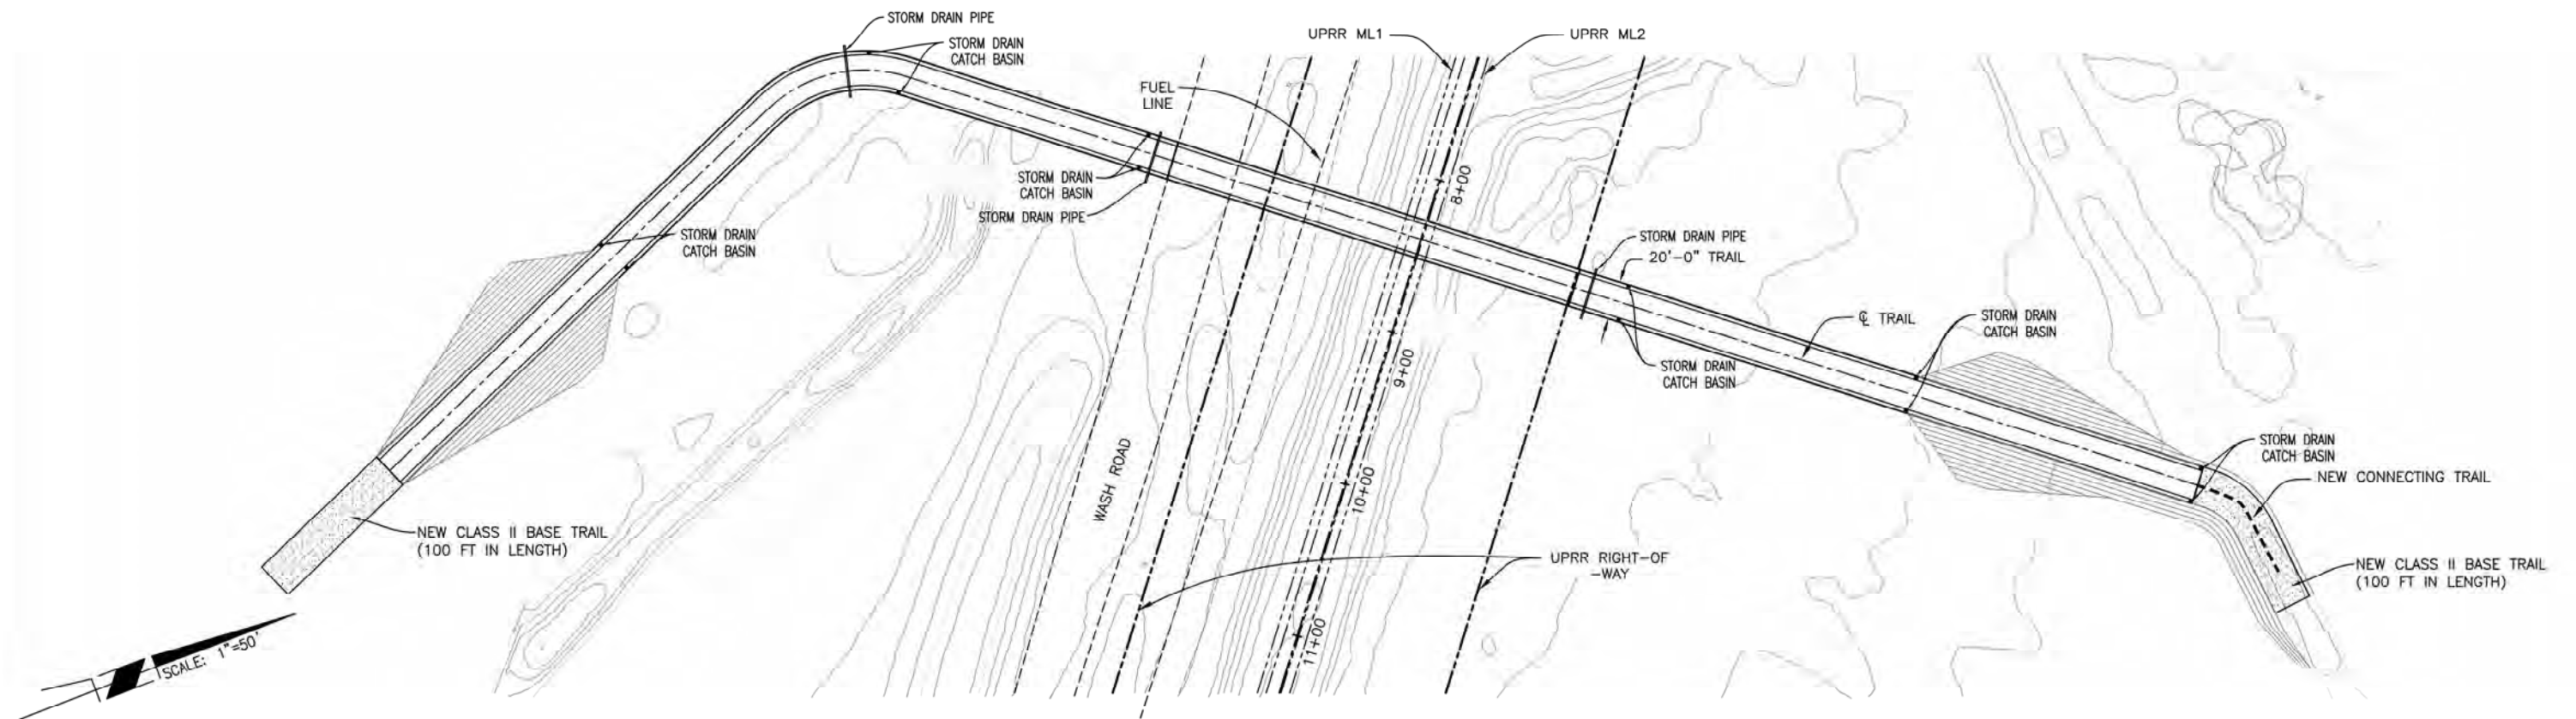 STORM DRAIN PIPE
STORM DRAIN
CATCH BASIN
UPRR ML1
UPRR ML2
FUEL
LINE
STORM DRAIN
CATCH BASIN
STORM DRAIN PIPE
8+00
STORM DRAIN
CATCH BASIN
STORM DRAIN PIPE
20'-0" TRAIL
℄ TRAIL
STORM DRAIN
CATCH BASIN
9+00
STORM DRAIN
CATCH BASIN
STORM DRAIN
CATCH BASIN
NEW CONNECTING TRAIL
WASH ROAD
10+00
NEW CLASS II BASE TRAIL
(100 FT IN LENGTH)
UPRR RIGHT-OF
-WAY
NEW CLASS II BASE TRAIL
(100 FT IN LENGTH)
11+00
SCALE: 1"=50'